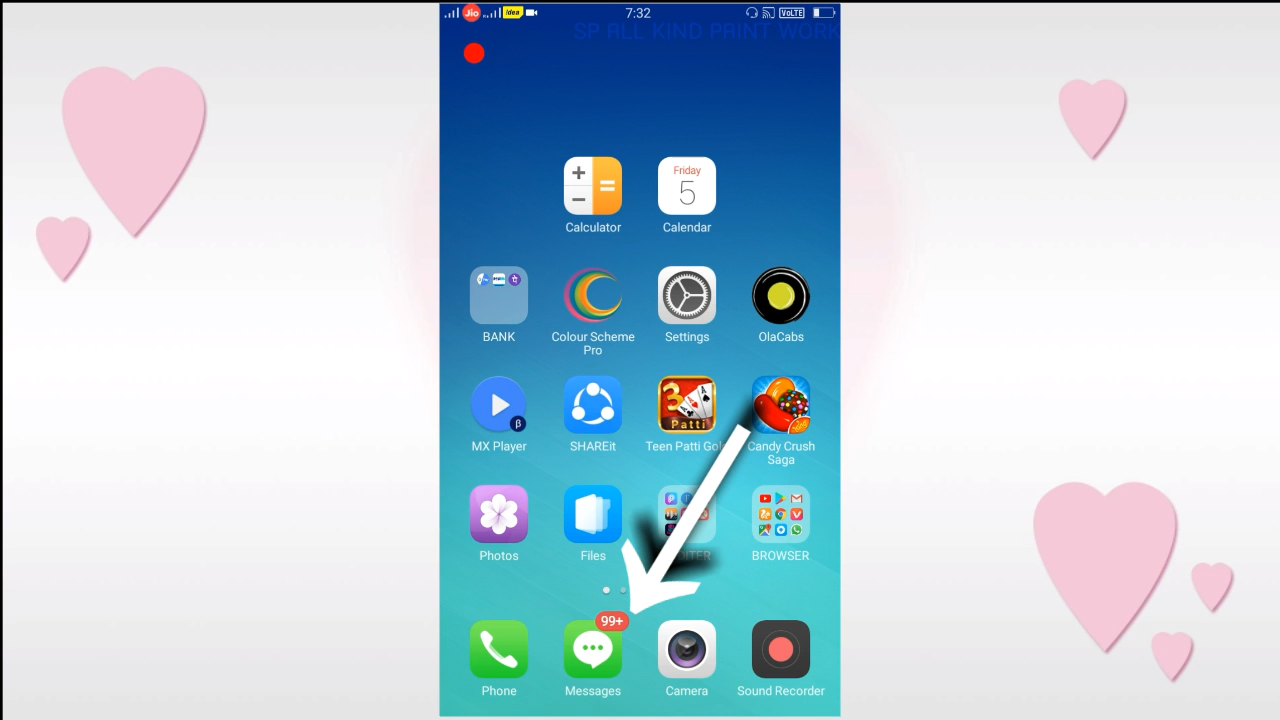 Jio
idea
7:32
VoLTE
SP ALL KIND PRINT WORK
Friday
5
Calculator
Calendar
BANK
Colour Scheme
Pro
Settings
OlaCabs
3
Patti
β
MX Player
SHAREit
Teen Patti Gol
Candy Crush
Saga
Photos
Files
BROWSER
99+
Phone
Messages
Camera
Sound Recorder